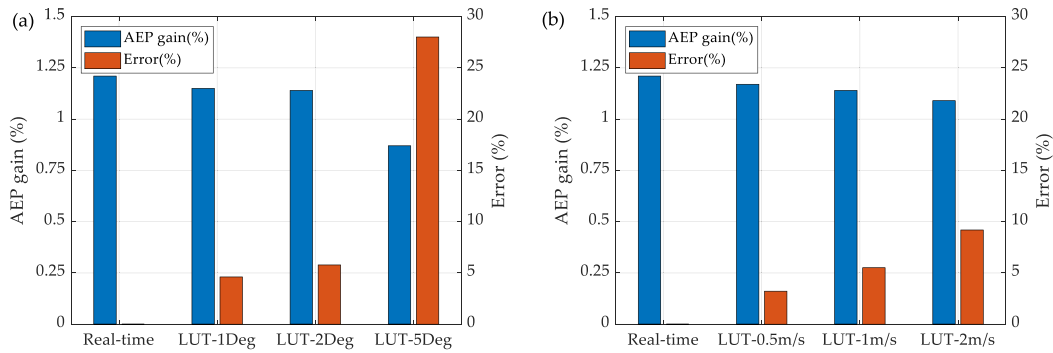 (a)
AEP gain(%)
Error(%)
AEP gain (%)
1.5
1.25
1
0.75
0.5
0.25
0
30
25
20
15
10
5
0
Error (%)
Real-time LUT-1Deg LUT-2Deg LUT-5Deg
(b)
AEP gain(%)
Error(%)
AEP gain (%)
1.5
1.25
1
0.75
0.5
0.25
0
30
25
20
15
10
5
0
Error (%)
Real-time LUT-0.5m/s LUT-1m/s LUT-2m/s